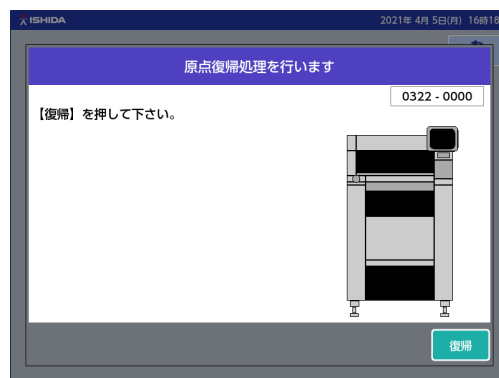 ISHIDA
2021年 4月 5日(月) 16時18
原点復帰処理を行います
0322 - 0000
【復帰】を押して下さい。
復帰